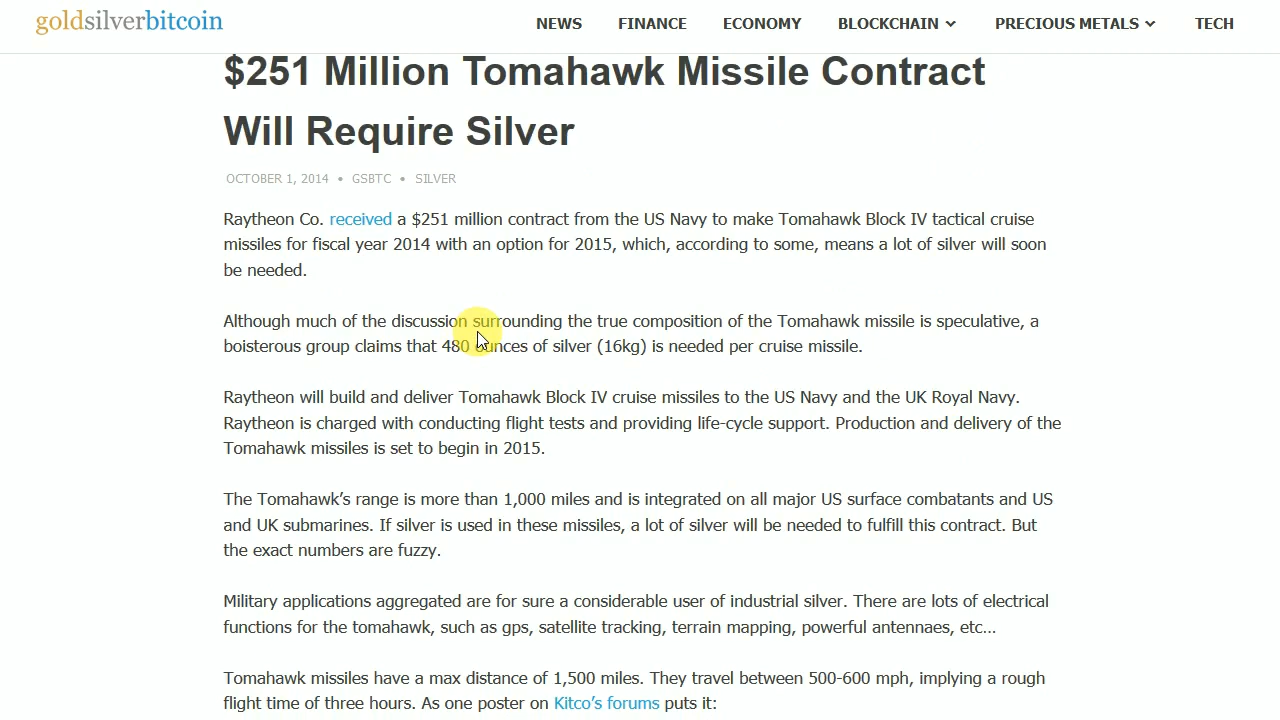 goldsilverbitcoin NEWS FINANCE ECONOMY BLOCKCHAIN PRECIOUS METALS TECH
$251 Million Tomahawk Missile Contract
Will Require Silver
OCTOBER 1, 2014 • GSBTC • SILVER
Raytheon Co. received a $251 million contract from the US Navy to make Tomahawk Block IV tactical cruise
missiles for fiscal year 2014 with an option for 2015, which, according to some, means a lot of silver will soon
be needed.
Although much of the discussion surrounding the true composition of the Tomahawk missile is speculative, a
boisterous group claims that 480 ounces of silver (16kg) is needed per cruise missile.
Raytheon will build and deliver Tomahawk Block IV cruise missiles to the US Navy and the UK Royal Navy.
Raytheon is charged with conducting flight tests and providing life-cycle support. Production and delivery of the
Tomahawk missiles is set to begin in 2015.
The Tomahawk’s range is more than 1,000 miles and is integrated on all major US surface combatants and US
and UK submarines. If silver is used in these missiles, a lot of silver will be needed to fulfill this contract. But
the exact numbers are fuzzy.
Military applications aggregated are for sure a considerable user of industrial silver. There are lots of electrical
functions for the tomahawk, such as gps, satellite tracking, terrain mapping, powerful antennaes, etc…
Tomahawk missiles have a max distance of 1,500 miles. They travel between 500-600 mph, implying a rough
flight time of three hours. As one poster on Kitco’s forums puts it: